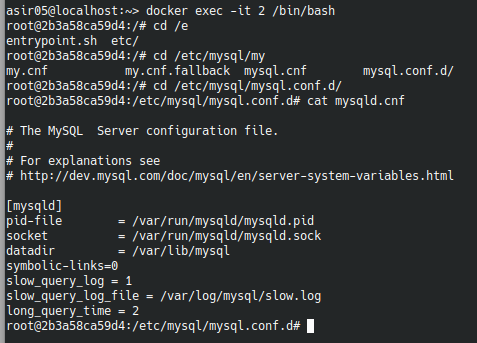 asir05@localhost:~> docker exec -it 2 /bin/bash
root@2b3a58ca59d4:/# cd /e
entrypoint.sh  etc/
root@2b3a58ca59d4:/# cd /etc/mysql/my
my.cnf           my.cnf.fallback  mysql.cnf        mysql.conf.d/
root@2b3a58ca59d4:/# cd /etc/mysql/mysql.conf.d/
root@2b3a58ca59d4:/etc/mysql/mysql.conf.d# cat mysqld.cnf
# The MySQL  Server configuration file.
#
# For explanations see
# http://dev.mysql.com/doc/mysql/en/server-system-variables.html
[mysqld]
pid-file        = /var/run/mysqld/mysqld.pid
socket          = /var/run/mysqld/mysqld.sock
datadir         = /var/lib/mysql
symbolic-links=0
slow_query_log = 1
slow_query_log_file = /var/log/mysql/slow.log
long_query_time = 2
root@2b3a58ca59d4:/etc/mysql/mysql.conf.d#